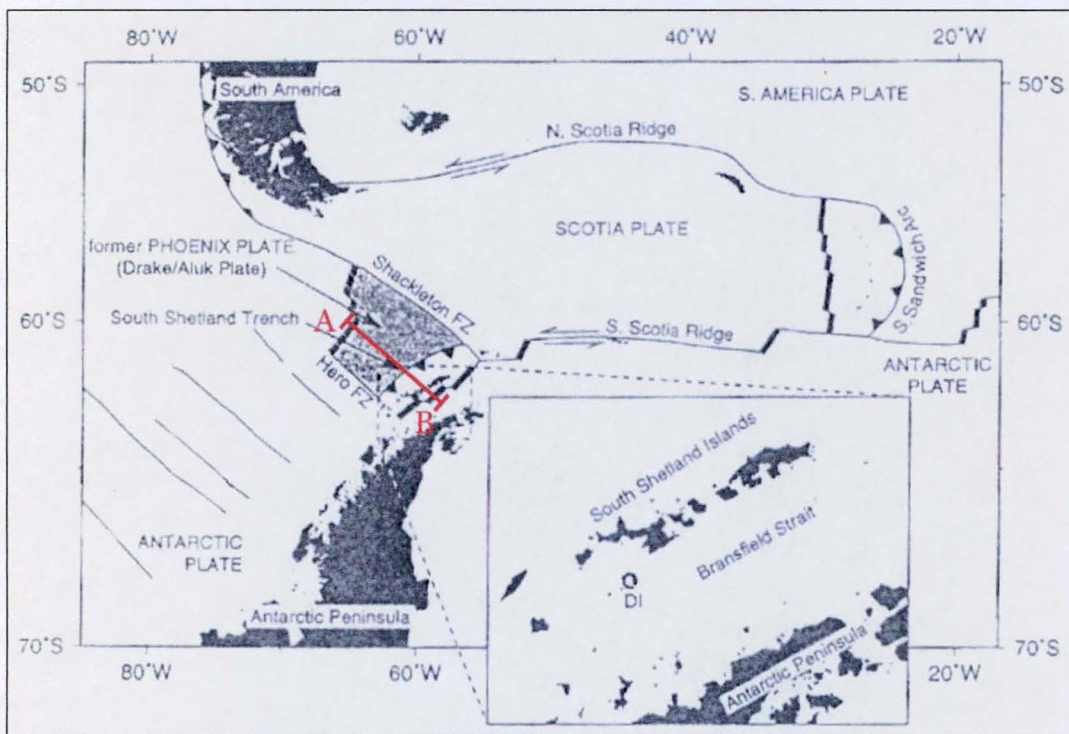 80°W 60°W 40°W 20°W
50°S 50°S
South America
S. AMERICA PLATE
N. Scotia Ridge
SCOTIA PLATE
former PHOENIX PLATE
(Drake/Aluk Plate)
Shackleton FZ
S. Sandwich Arc
South Shetland Trench
A
60°S 60°S
S. Scotia Ridge
Hero FZ
B
ANTARCTIC
PLATE
South Shetland Islands
Bransfield Strait
DI
Antarctic Peninsula
ANTARCTIC
PLATE
Antarctic Peninsula
70°S 70°S
80°W 60°W 20°W